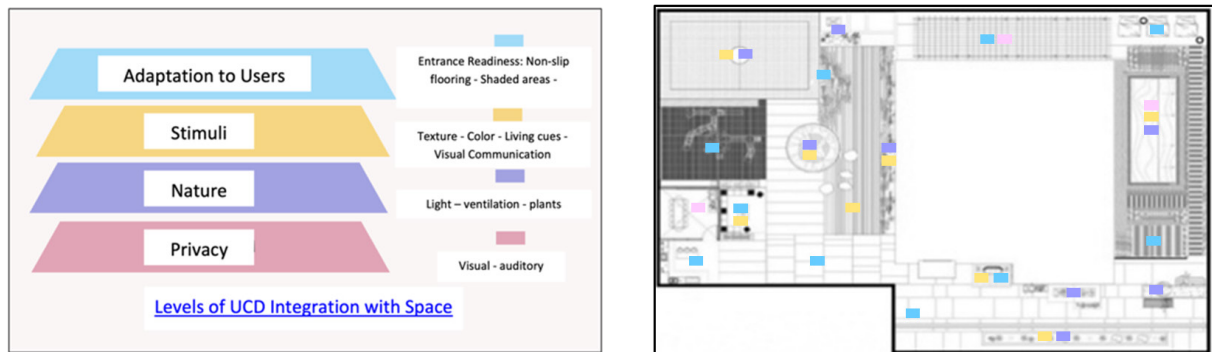 Adaptation to Users
Stimuli
Nature
Privacy
Levels of UCD Integration with Space
Entrance Readiness: Non-slip
flooring - Shaded areas -
Texture - Color - Living cues -
Visual Communication
Light – ventilation - plants
Visual - auditory